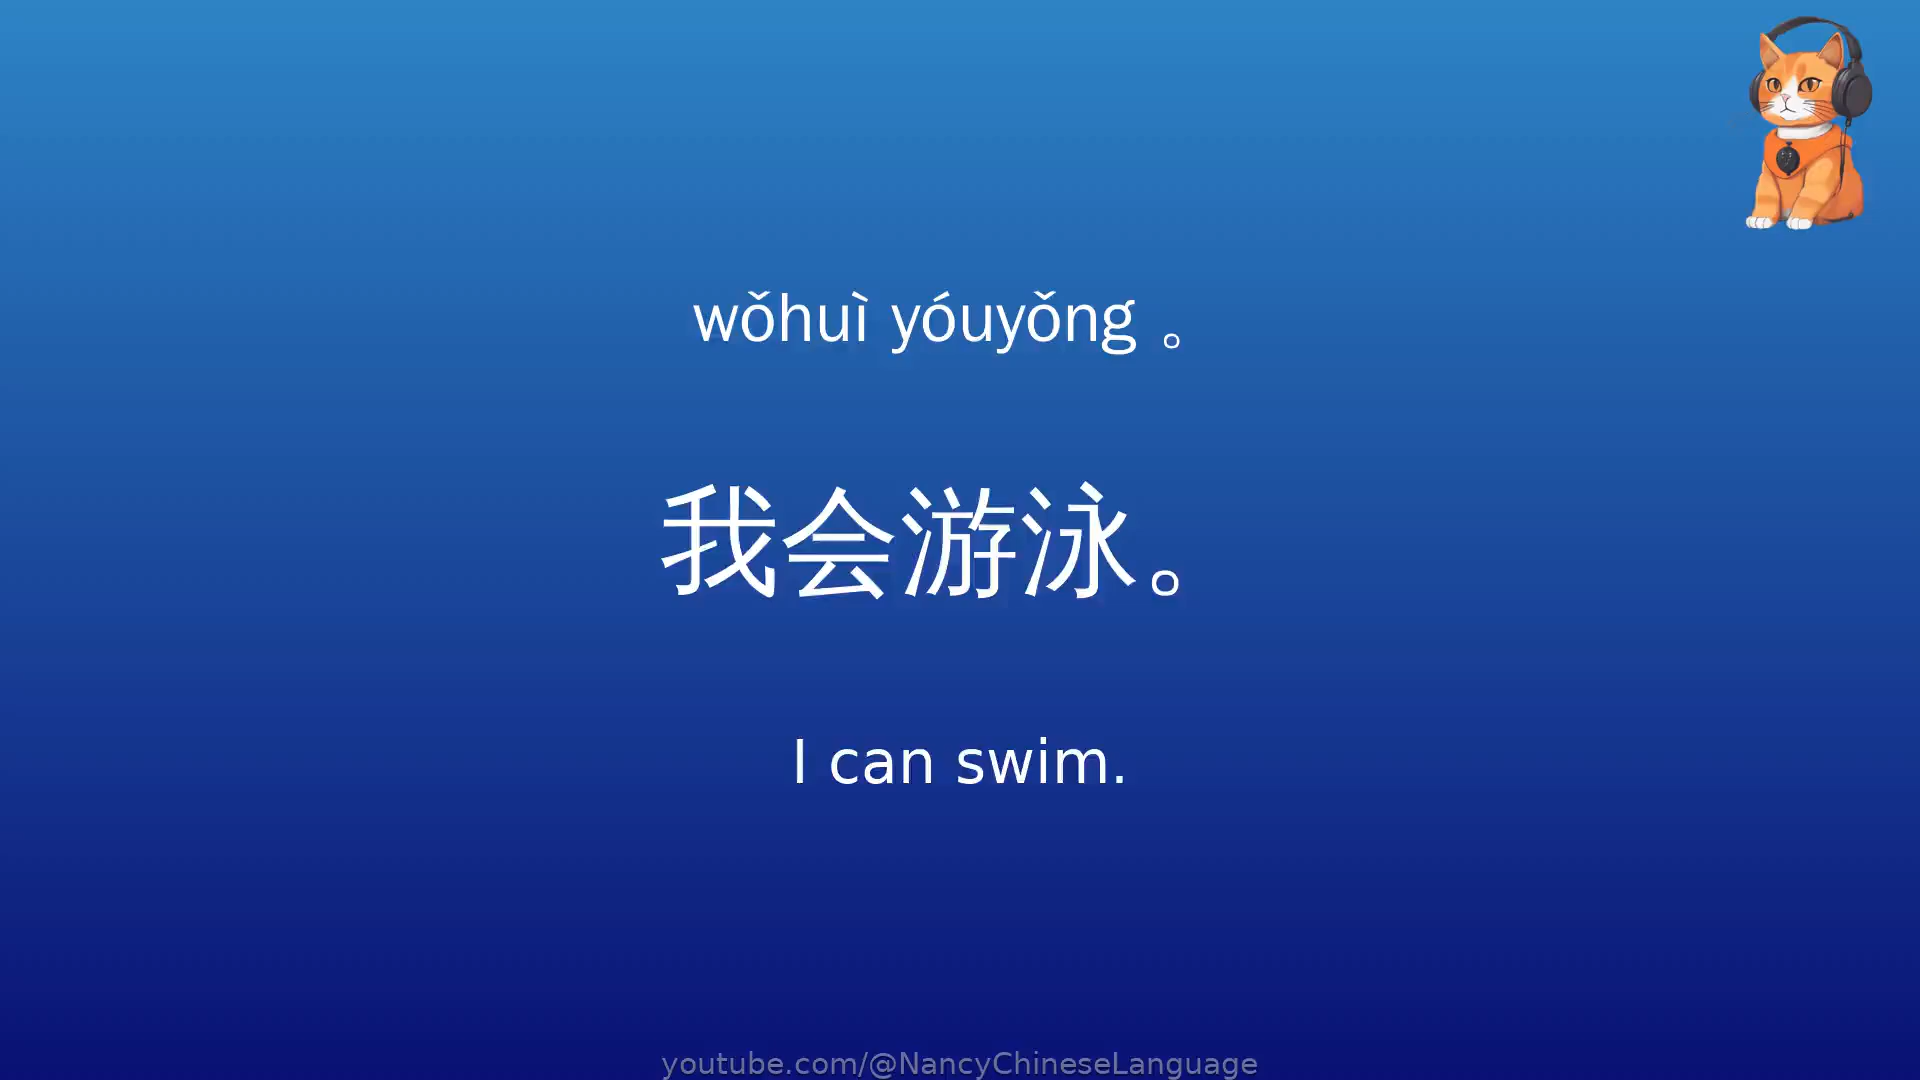 wǒhuì yóuyǒng 。
我会游泳。
I can swim.
youtube.com/@NancyChineseLanguage